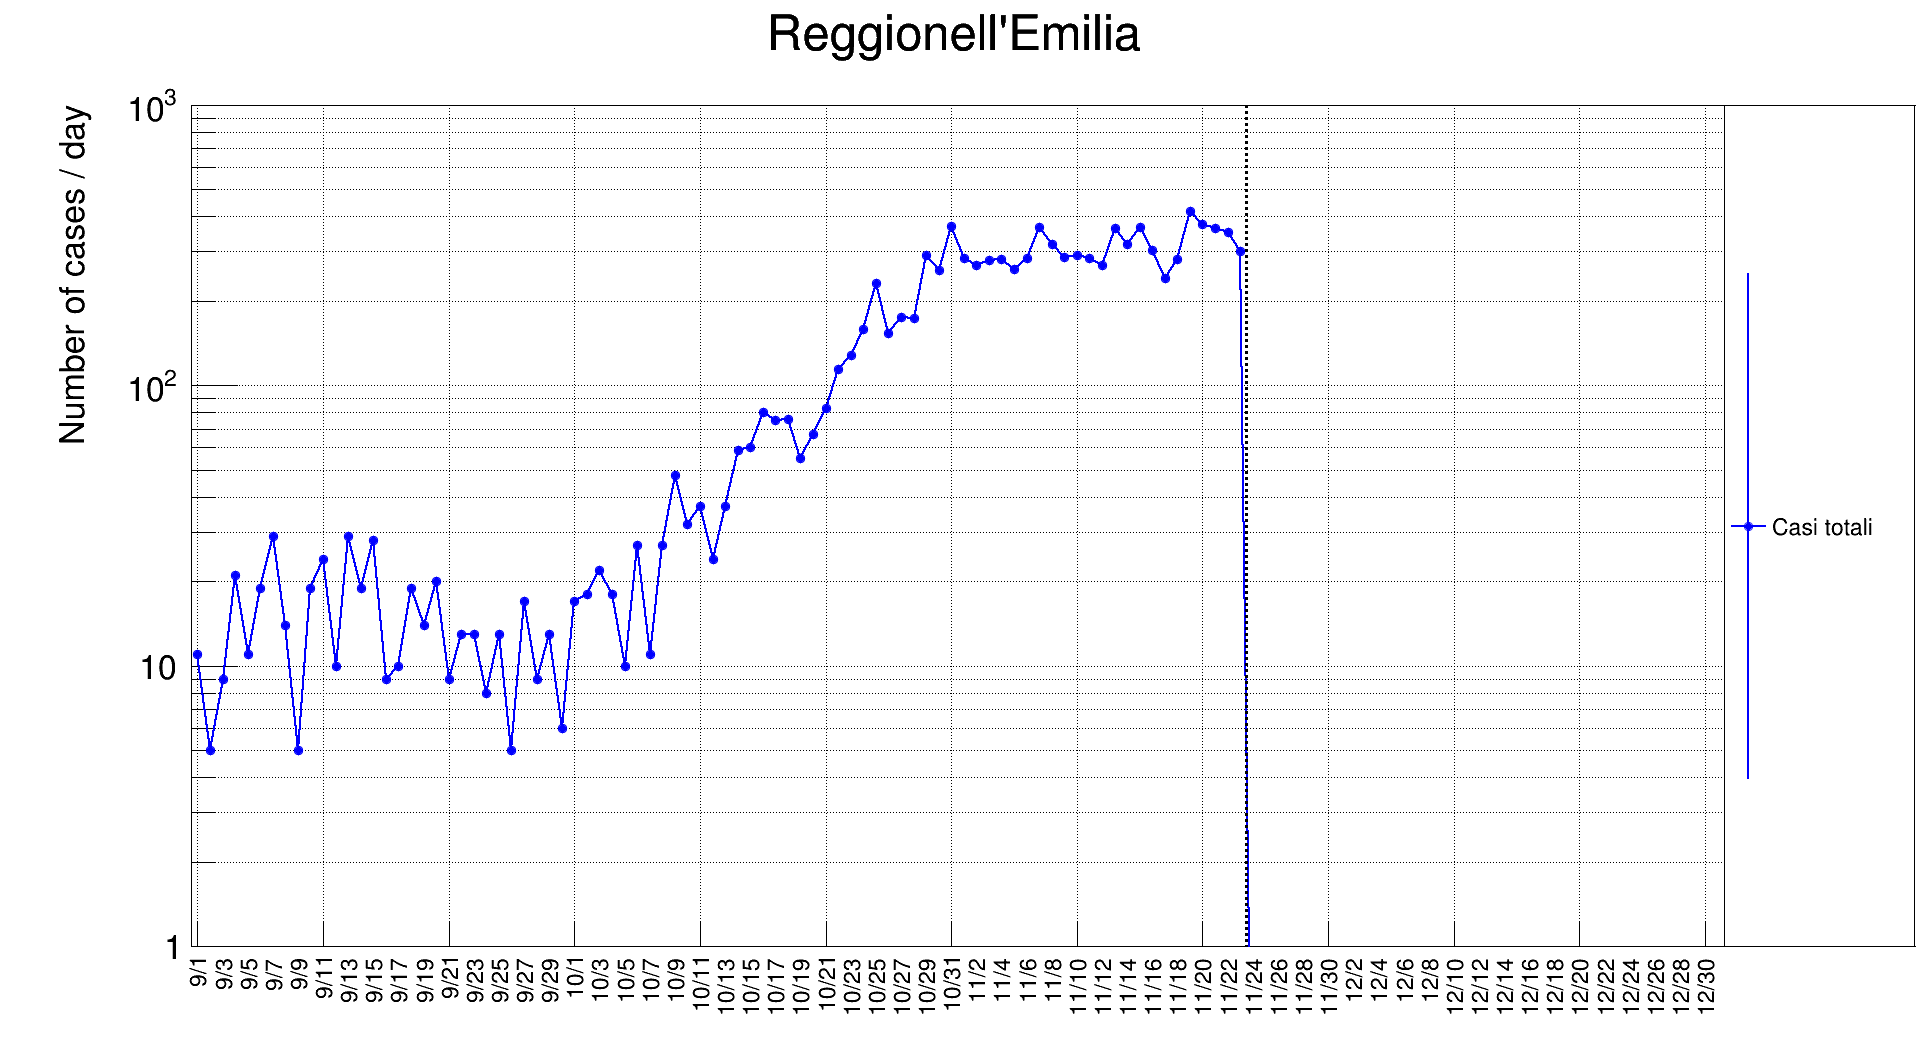 Reggionell'Emilia
Number of cases / day
10³
10²
10
1
9/1 9/3 9/5 9/7 9/9 9/11 9/13 9/15 9/17 9/19 9/21 9/23 9/25 9/27 9/29 10/1 10/3 10/5 10/7 10/9 10/11 10/13 10/15 10/17 10/19 10/21 10/23 10/25 10/27 10/29 10/31 11/2 11/4 11/6 11/8 11/10 11/12 11/14 11/16 11/18 11/20 11/22 11/24 11/26 11/28 11/30 12/2 12/4 12/6 12/8 12/10 12/12 12/14 12/16 12/18 12/20 12/22 12/24 12/26 12/28 12/30
Casi totali